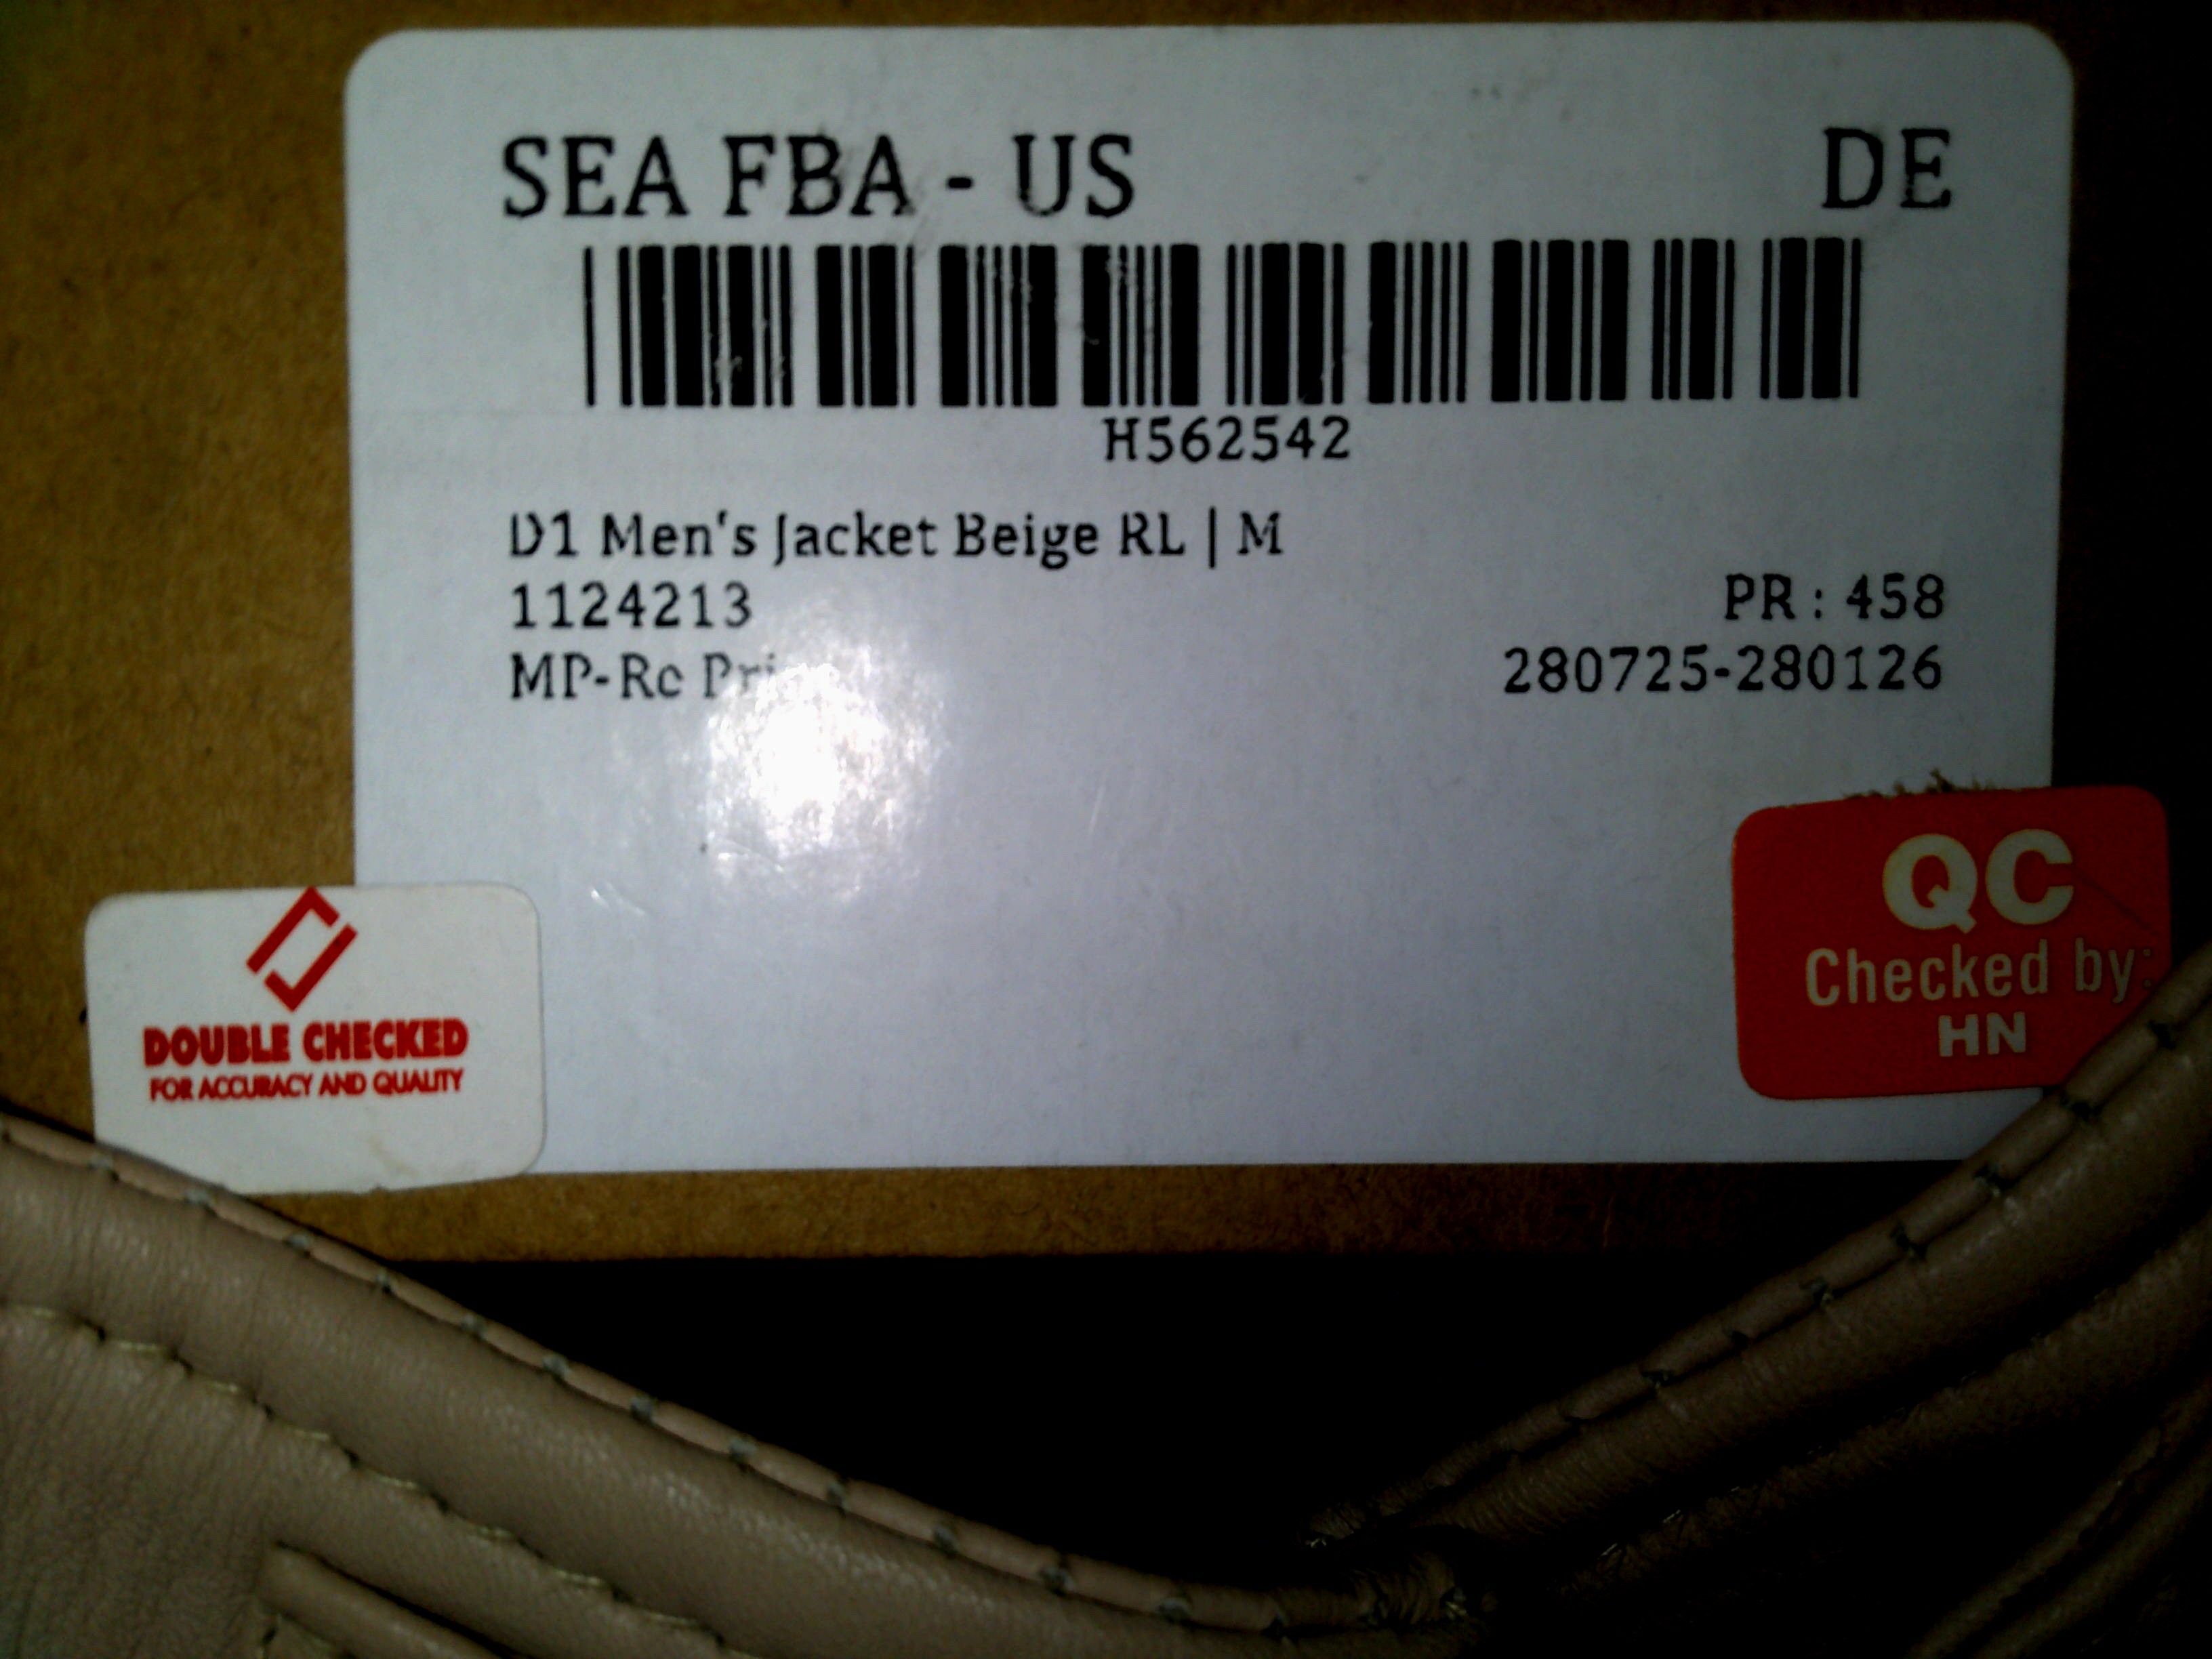 SEA FBA - US DE
H562542
D1 Men's Jacket Beige RL | M
1124213 PR : 458
MP-Rc 280725-280126
QC
Checked by:
HN
DOUBLE CHECKED
FOR ACCURACY AND QUALITY